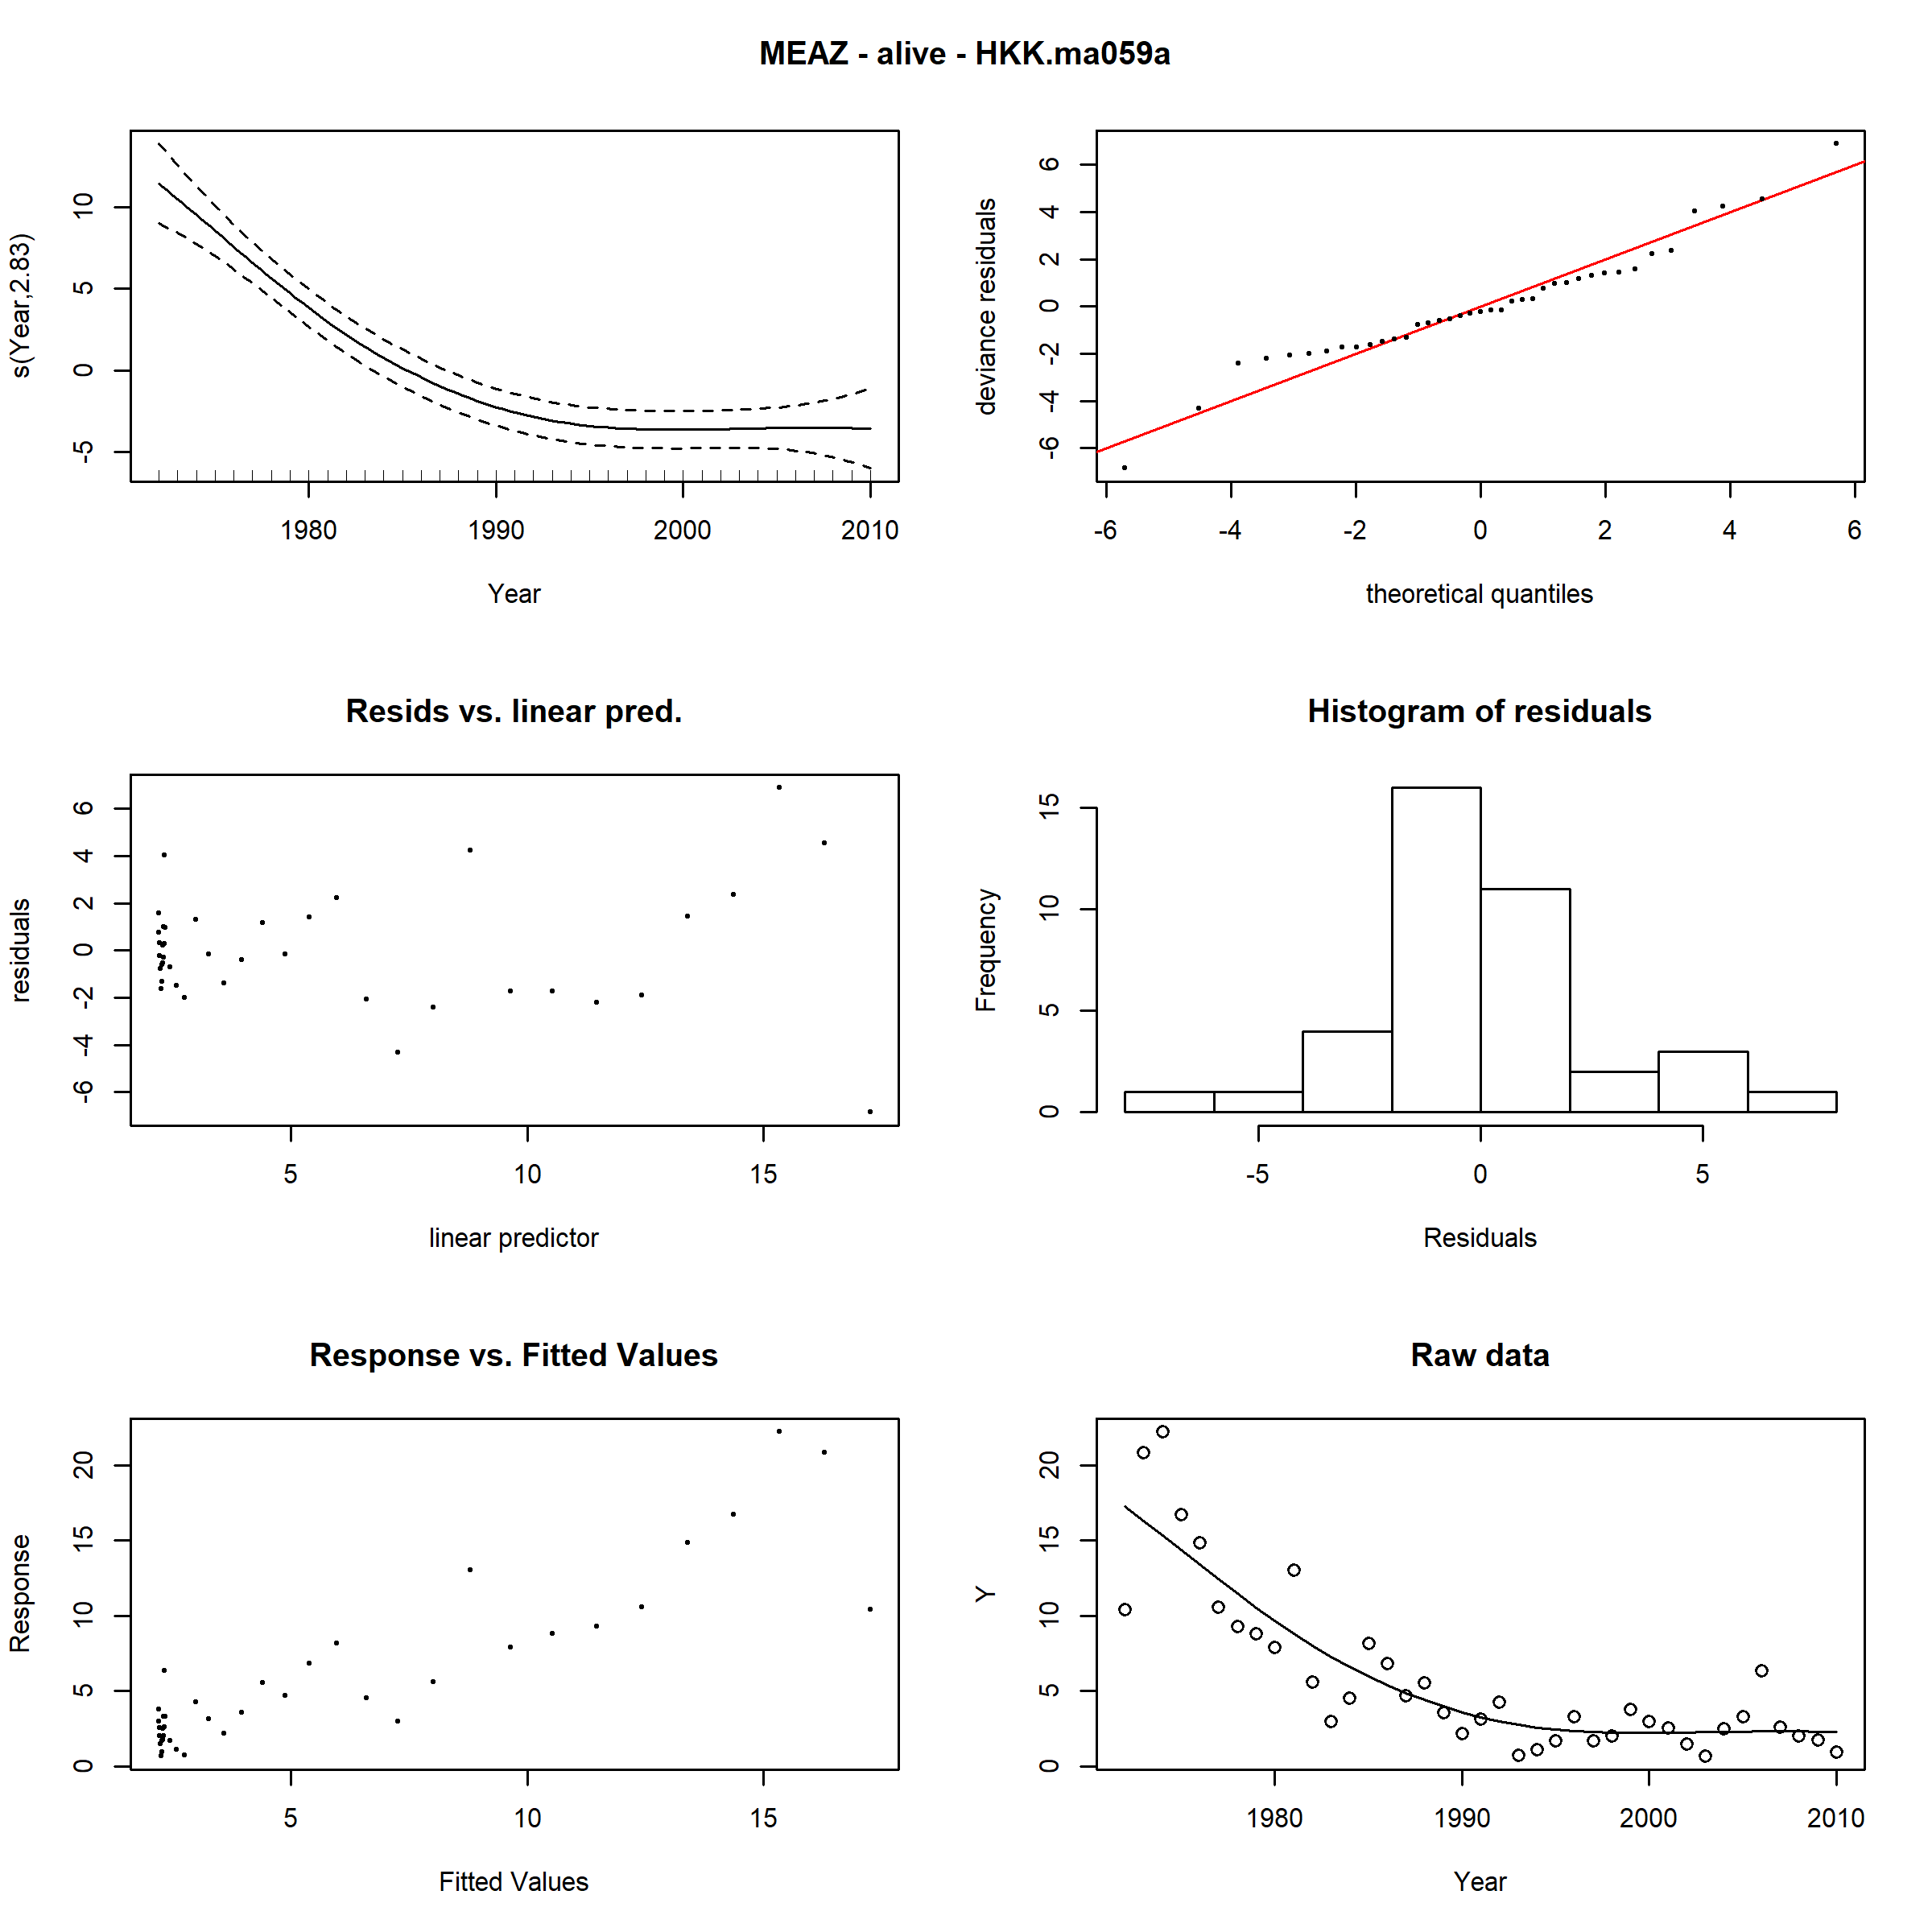 MEAZ - alive - HKK.ma059a
s(Year,2.83)
-5 0 5 10
1980 1990 2000 2010
Year
deviance residuals
-6 -4 -2 0 2 4 6
-6 -4 -2 0 2 4 6
theoretical quantiles
Resids vs. linear pred.
residuals
-6 -4 -2 0 2 4 6
5 10 15
linear predictor
Histogram of residuals
Frequency
0 5 10 15
-5 0 5
Residuals
Response vs. Fitted Values
Response
0 5 10 15 20
5 10 15
Fitted Values
Raw data
Y
0 5 10 15 20
1980 1990 2000 2010
Year